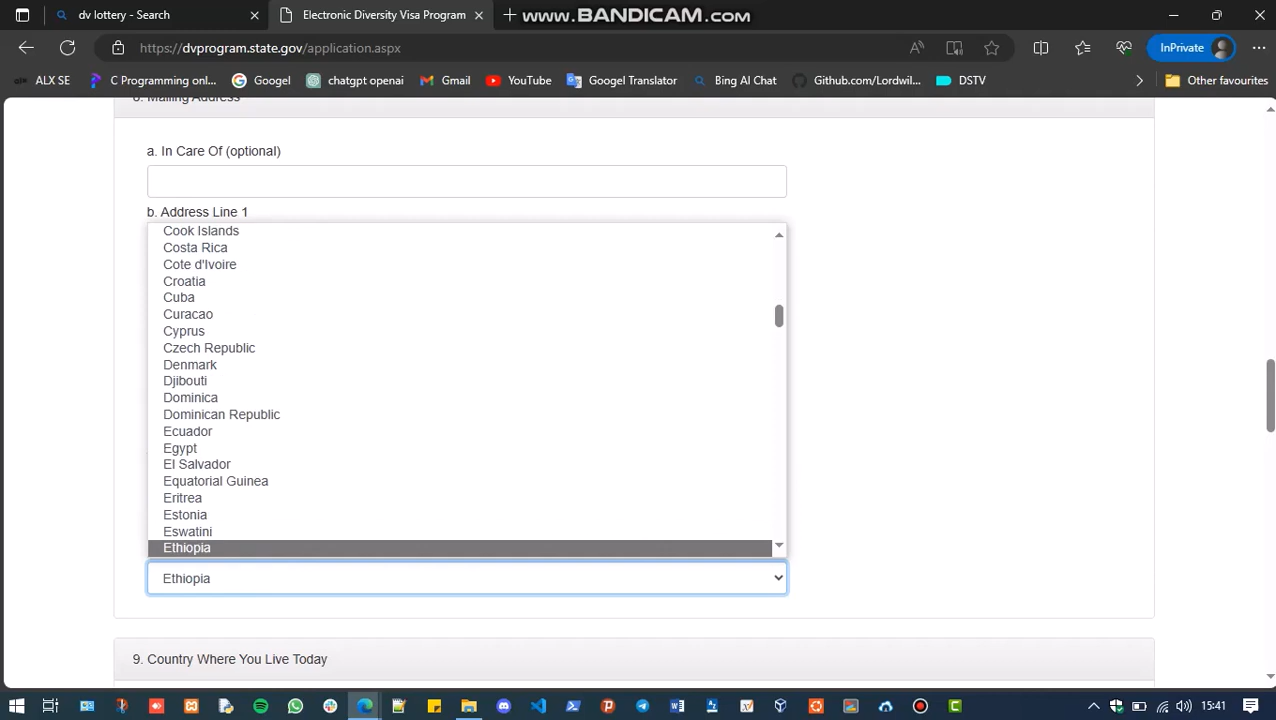 dv lottery - Search
Electronic Diversity Visa Program
www.BANDICAM.com
https://dvprogram.state.gov/application.aspx
InPrivate
ALX SE
C Programming onl...
Googel
chatgpt openai
Gmail
YouTube
Googel Translator
Bing AI Chat
Github.com/Lordwil...
DSTV
Other favourites
8. Mailing Address
a. In Care Of (optional)
b. Address Line 1
Cook Islands
Costa Rica
Cote d'Ivoire
Croatia
Cuba
Curacao
Cyprus
Czech Republic
Denmark
Djibouti
Dominica
Dominican Republic
Ecuador
Egypt
El Salvador
Equatorial Guinea
Eritrea
Estonia
Eswatini
Ethiopia
Ethiopia
9. Country Where You Live Today
15:41